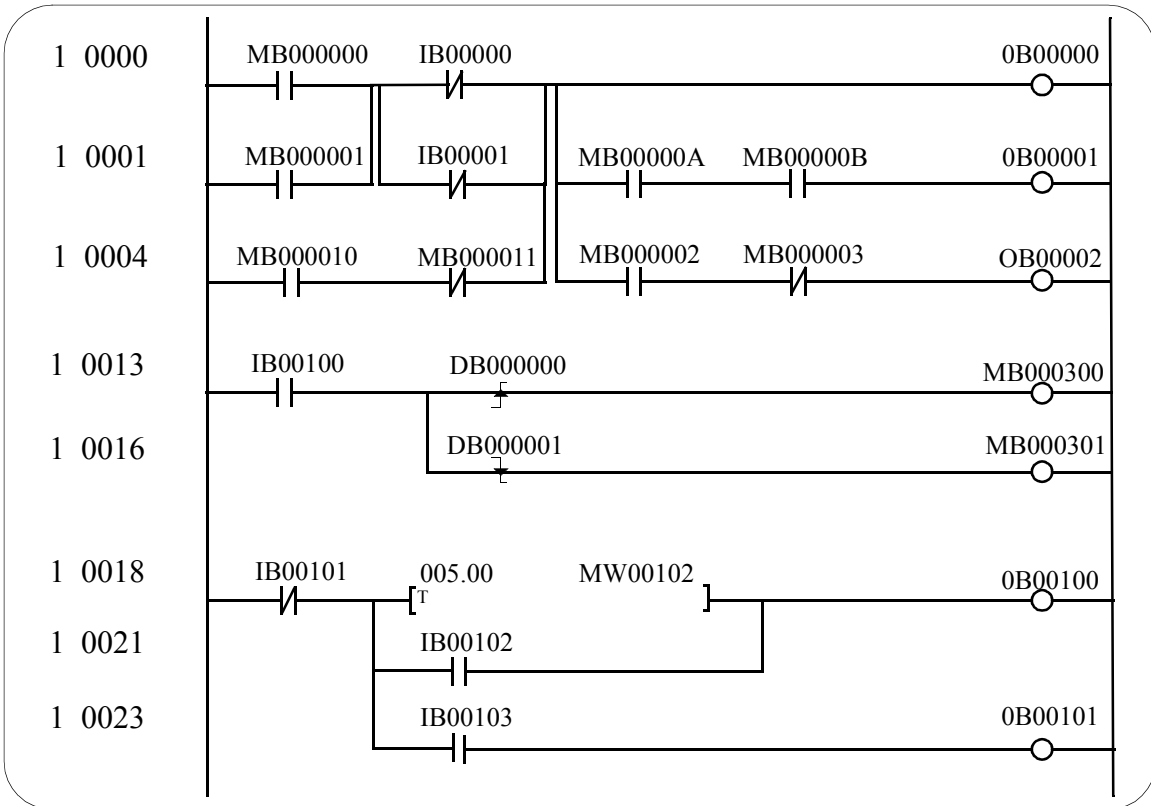 1 0000 MB000000 IB00000 0B00000
1 0001 MB000001 IB00001 MB00000A MB00000B 0B00001
1 0004 MB000010 MB000011 MB000002 MB000003 OB00002
1 0013 IB00100 DB000000 MB000300
1 0016 DB000001 MB000301
1 0018 IB00101 005.00 MW00102 0B00100
T
1 0021 IB00102
1 0023 IB00103 0B00101